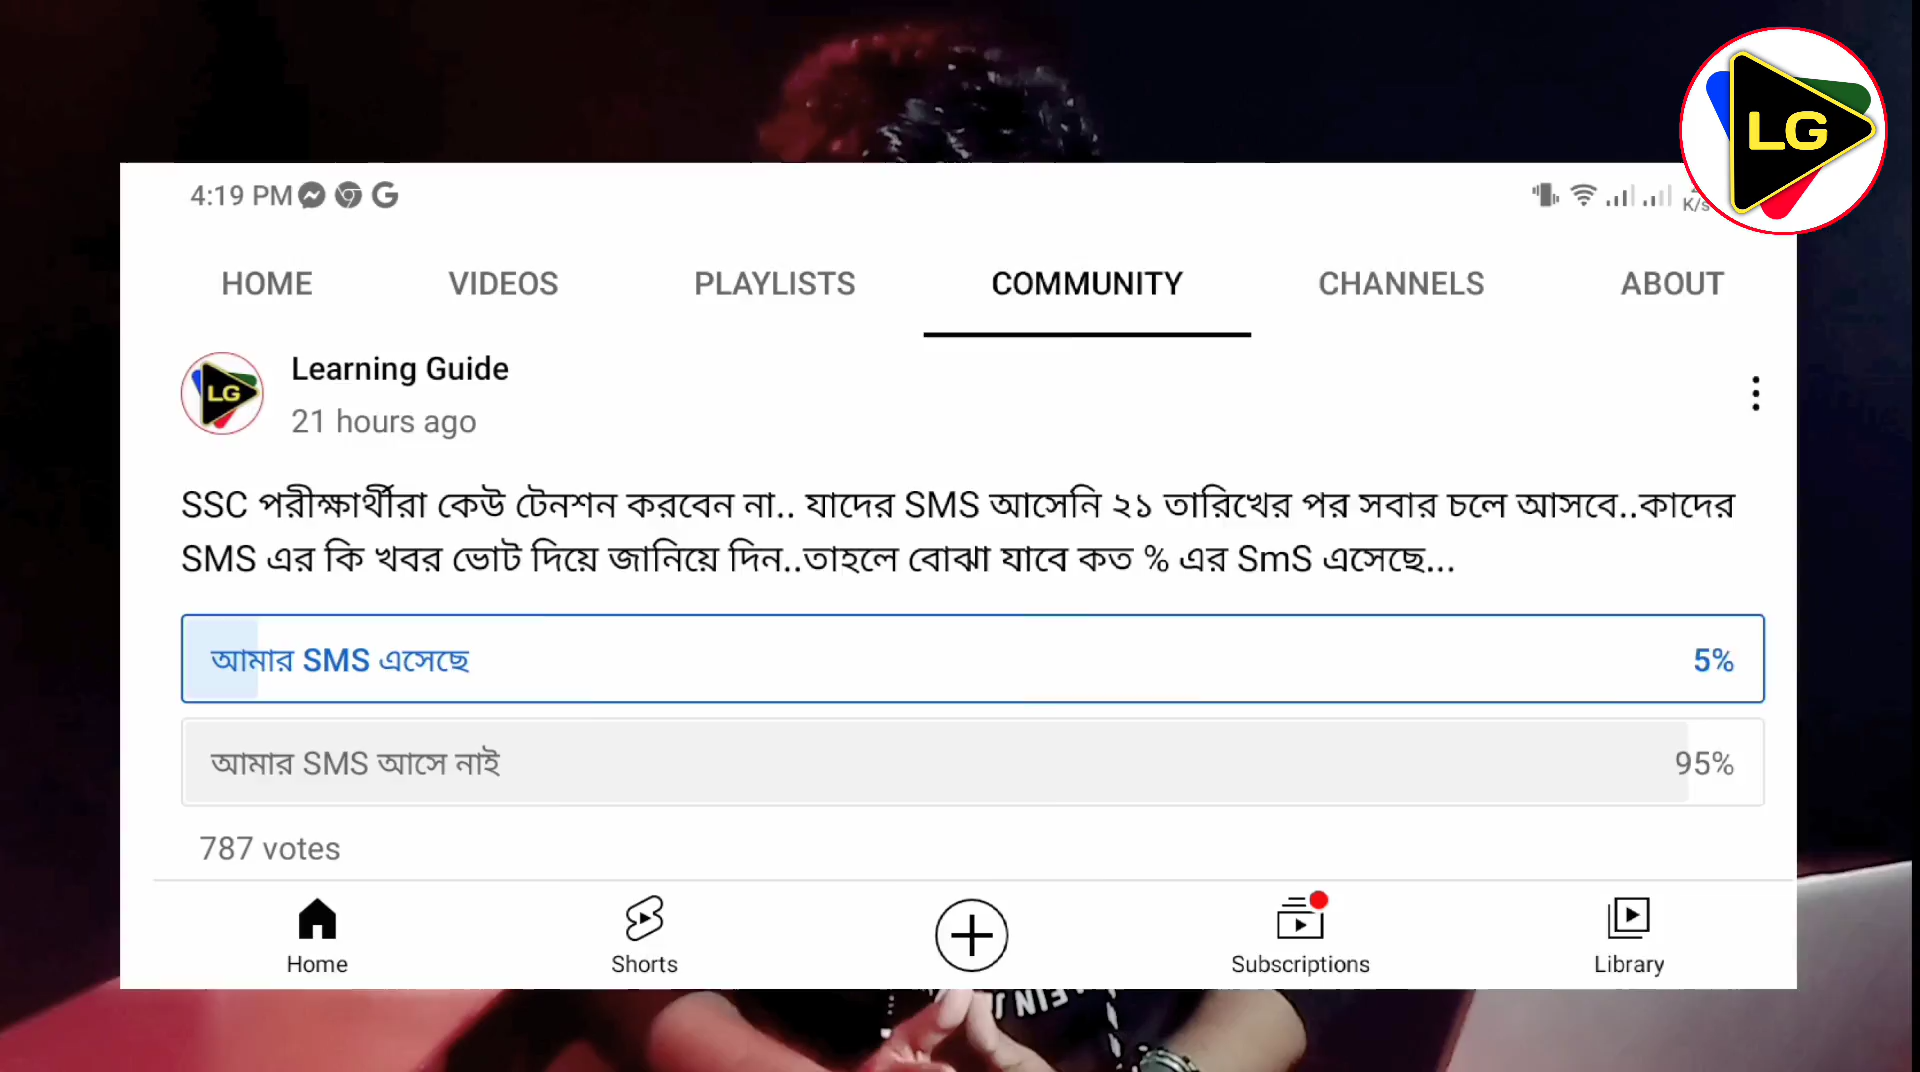 LG
4:19 PM
K/s
HOME VIDEOS PLAYLISTS COMMUNITY CHANNELS ABOUT
LG
Learning Guide
21 hours ago
SSC পরীক্ষার্থীরা কেউ টেনশন করবেন না.. যাদের SMS আসেনি ২১ তারিখের পর সবার চলে আসবে..কাদের
SMS এর কি খবর ভোট দিয়ে জানিয়ে দিন..তাহলে বোঝা যাবে কত % এর SmS এসেছে...
আমার SMS এসেছে 5%
আমার SMS আসে নাই 95%
787 votes
Home Shorts Subscriptions Library